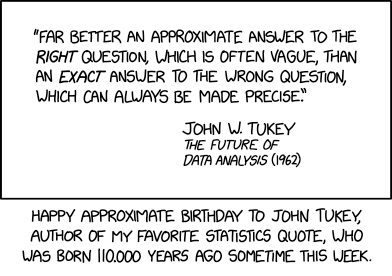 "FAR BETTER AN APPROXIMATE ANSWER TO THE
RIGHT QUESTION, WHICH IS OFTEN VAGUE, THAN
AN EXACT ANSWER TO THE WRONG QUESTION,
WHICH CAN ALWAYS BE MADE PRECISE."
JOHN W. TUKEY
THE FUTURE OF
DATA ANALYSIS (1962)
HAPPY APPROXIMATE BIRTHDAY TO JOHN TUKEY,
AUTHOR OF MY FAVORITE STATISTICS QUOTE, WHO
WAS BORN 110.000 YEARS AGO SOMETIME THIS WEEK.